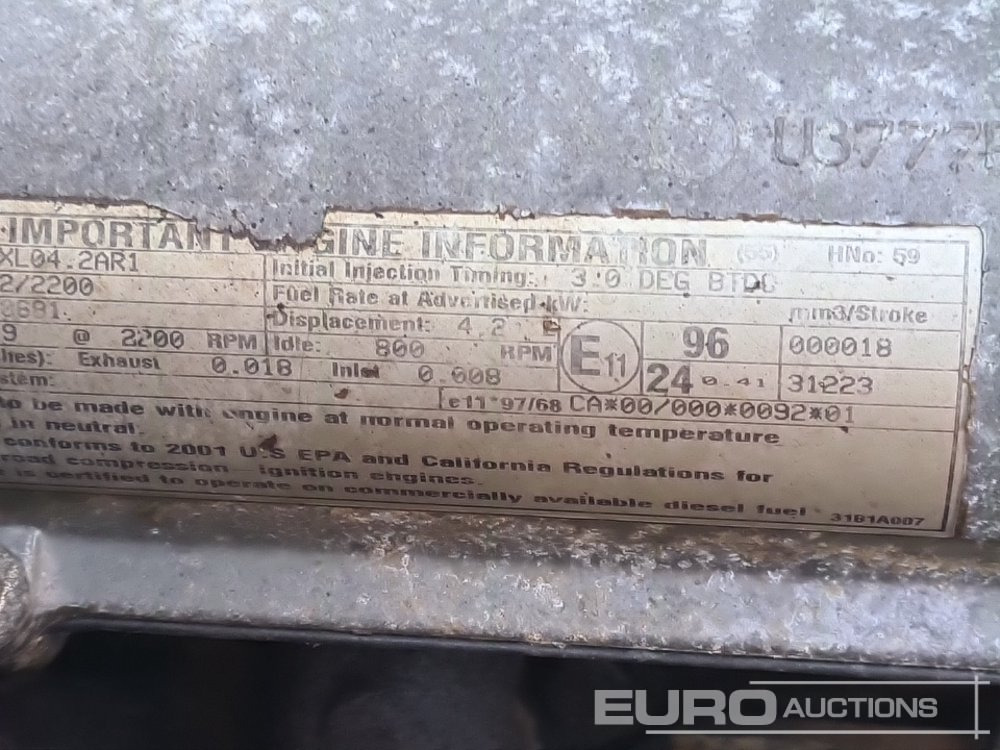 U3777
IMPORTANT ENGINE INFORMATION (55) HNo: 59
XL04.2AR1 Initial Injection Timing: 3.0 DEG BTDC
2/2200 Fuel Rate at Advertised kW: mm3/Stroke
Displacement: 4.2
9 @ 2200 RPM Idle: 800 RPM E11 96 000018
Exhaust 0.018 Inlet 0.008 24 0.41 31223
e11*97/68 CA*00/000*0092*01
to be made with engine at normal operating temperature
in neutral.
conforms to 2001 U.S EPA and California Regulations for
road compression ignition engines.
is certified to operate on commercially available diesel fuel 3181A007
EURO AUCTIONS